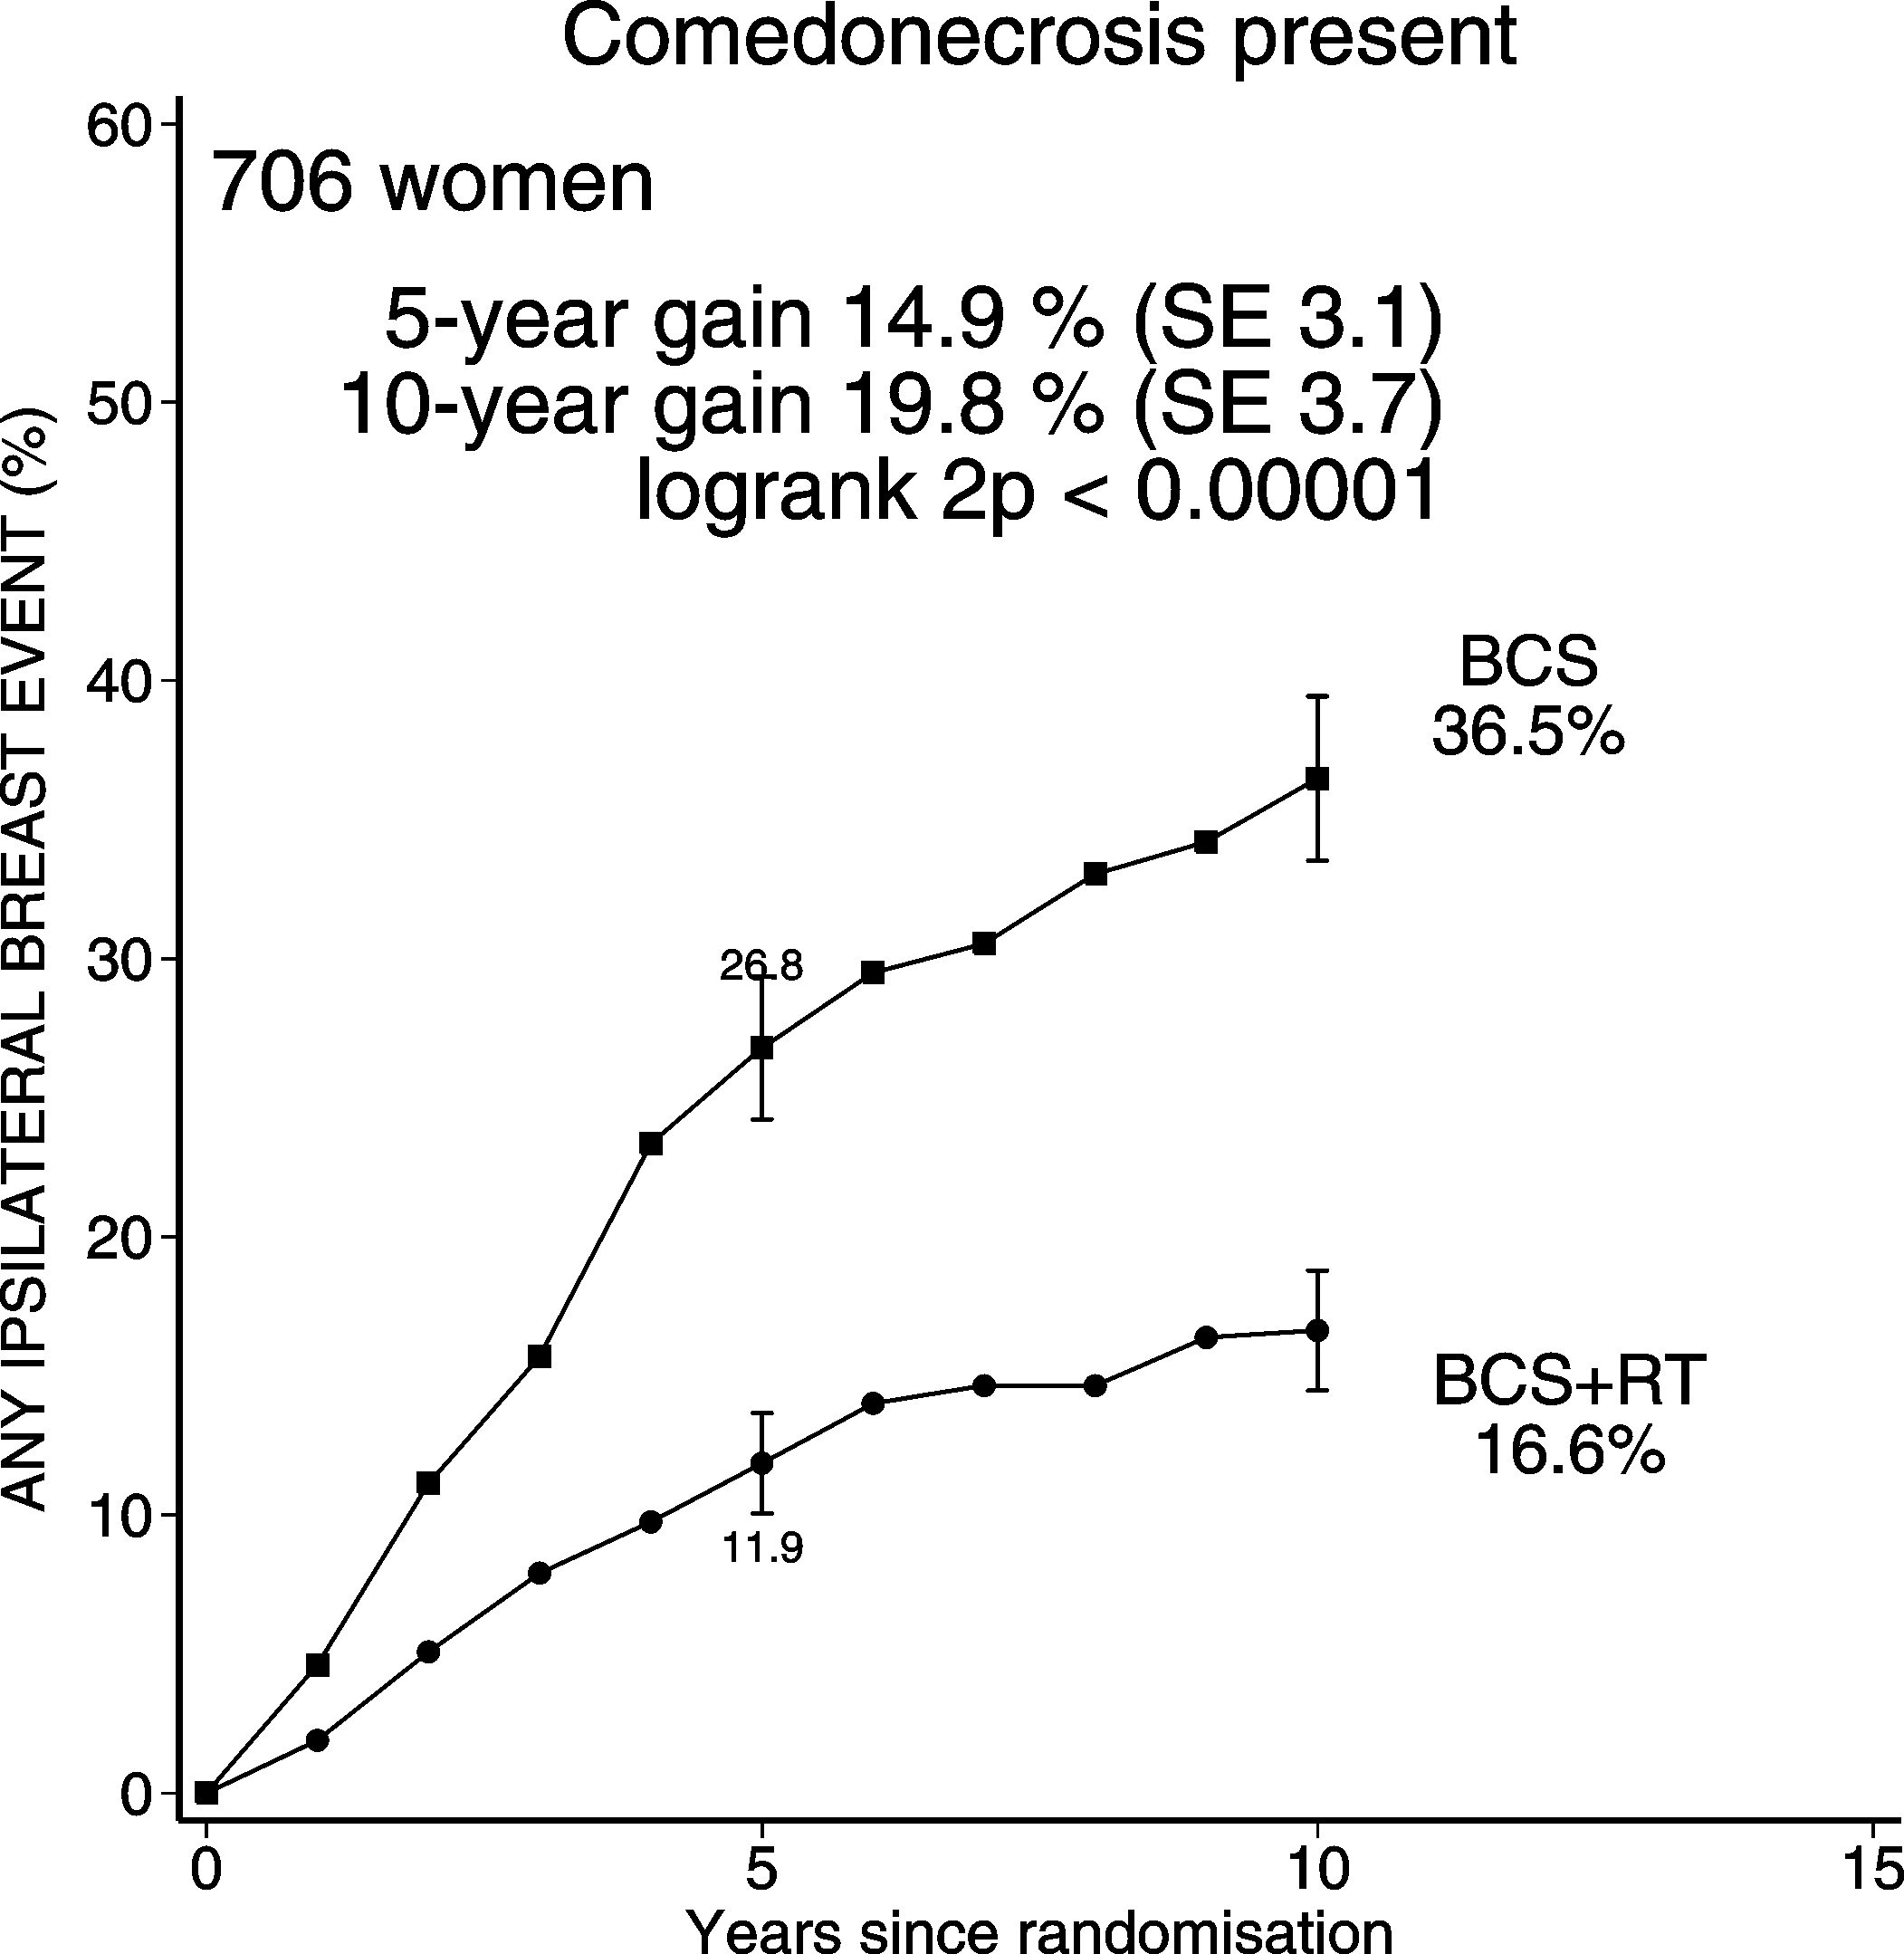 Comedonecrosis present
706 women
5-year gain 14.9 % (SE 3.1)
10-year gain 19.8 % (SE 3.7)
logrank 2p < 0.00001
ANY IPSILATERAL BREAST EVENT (%)
60
50
40
30
20
10
0
BCS
36.5%
26.8
BCS+RT
16.6%
11.9
0 5 10 15
Years since randomisation